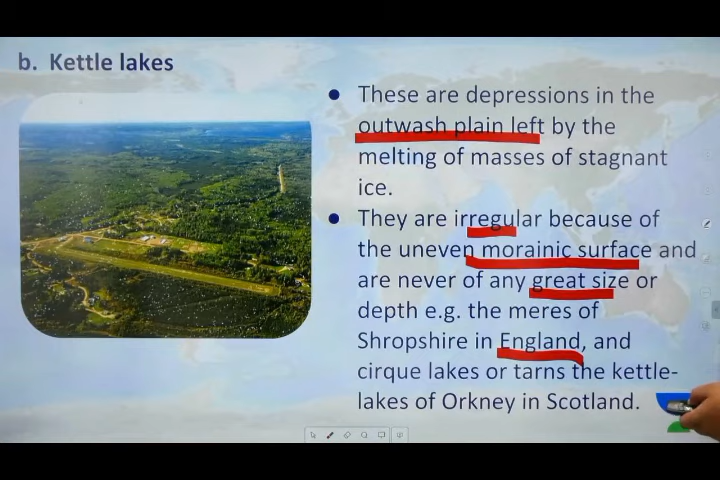 b. Kettle lakes
● These are depressions in the
outwash plain left by the
melting of masses of stagnant
ice.
● They are irregular because of
the uneven morainic surface and
are never of any great size or
depth e.g. the meres of
Shropshire in England, and
cirque lakes or tarns the kettle-
lakes of Orkney in Scotland.